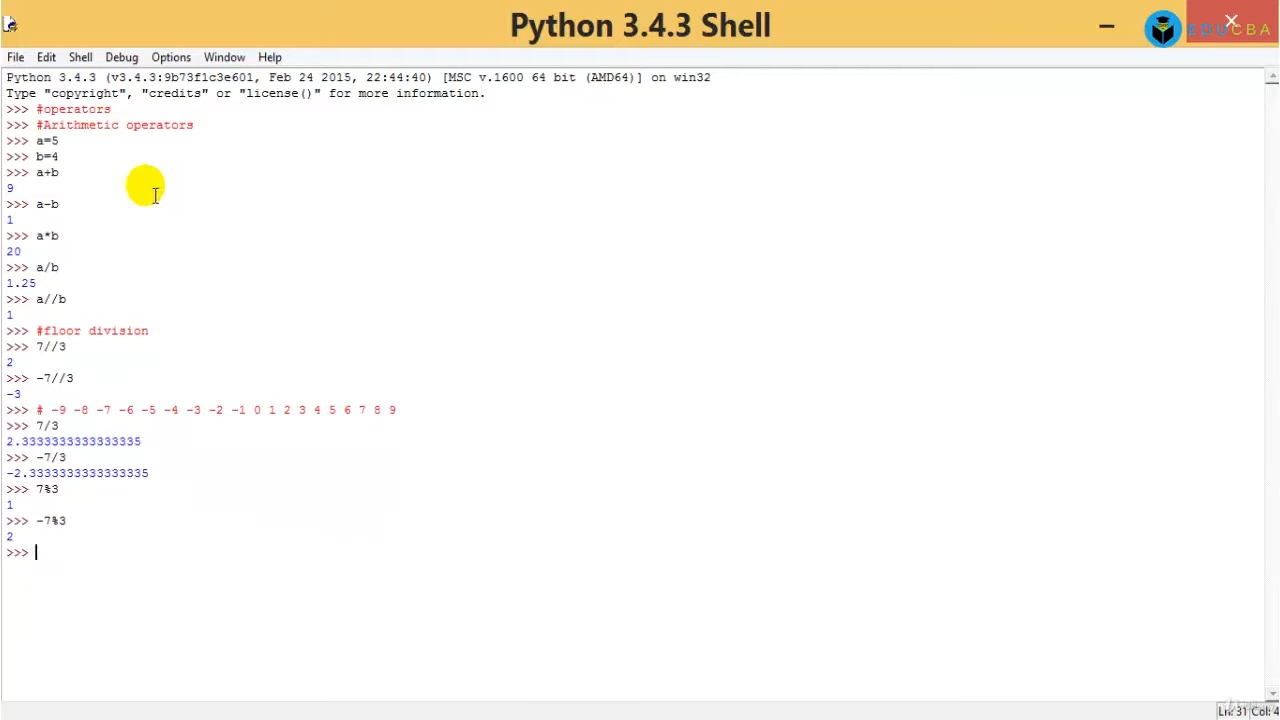 Python 3.4.3 Shell
EDUCBA
File Edit Shell Debug Options Window Help
Python 3.4.3 (v3.4.3:9b73f1c3e601, Feb 24 2015, 22:44:40) [MSC v.1600 64 bit (AMD64)] on win32
Type "copyright", "credits" or "license()" for more information.
>>> #operators
>>> #Arithmetic operators
>>> a=5
>>> b=4
>>> a+b
9
>>> a-b
1
>>> a*b
20
>>> a/b
1.25
>>> a//b
1
>>> #floor division
>>> 7//3
2
>>> -7//3
-3
>>> # -9 -8 -7 -6 -5 -4 -3 -2 -1 0 1 2 3 4 5 6 7 8 9
>>> 7/3
2.3333333333333335
>>> -7/3
-2.3333333333333335
>>> 7%3
1
>>> -7%3
2
>>>
Ln: 31 Col: 4